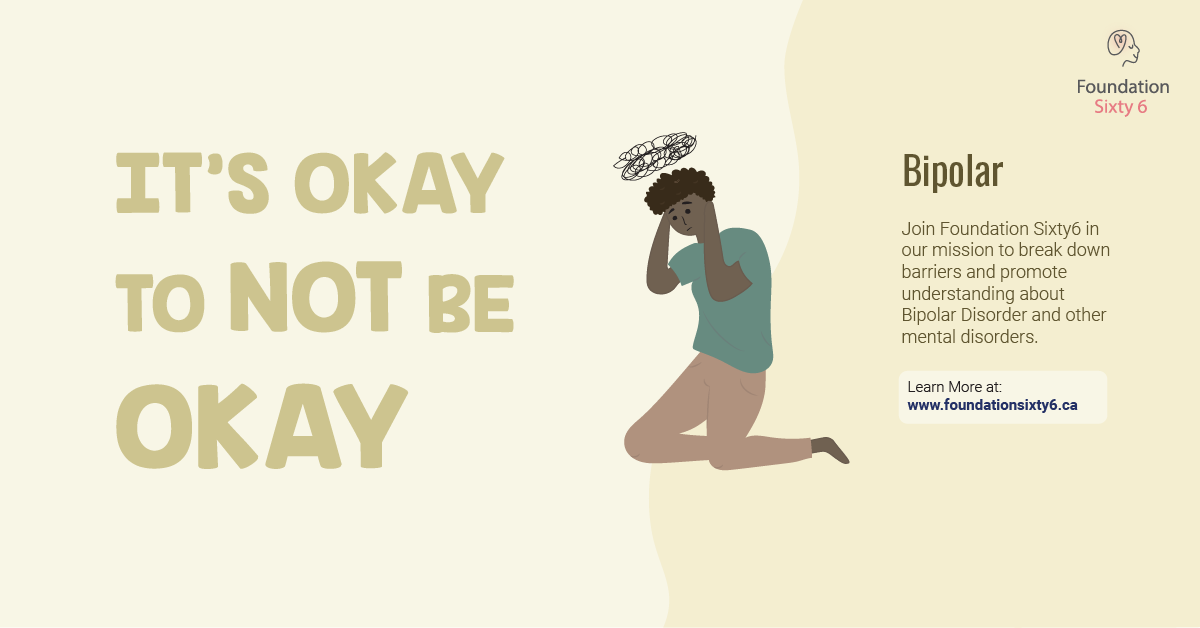 IT'S OKAY
TO NOT BE
OKAY
Foundation
Sixty 6
Bipolar
Join Foundation Sixty6 in
our mission to break down
barriers and promote
understanding about
Bipolar Disorder and other
mental disorders.
Learn More at:
www.foundationsixty6.ca